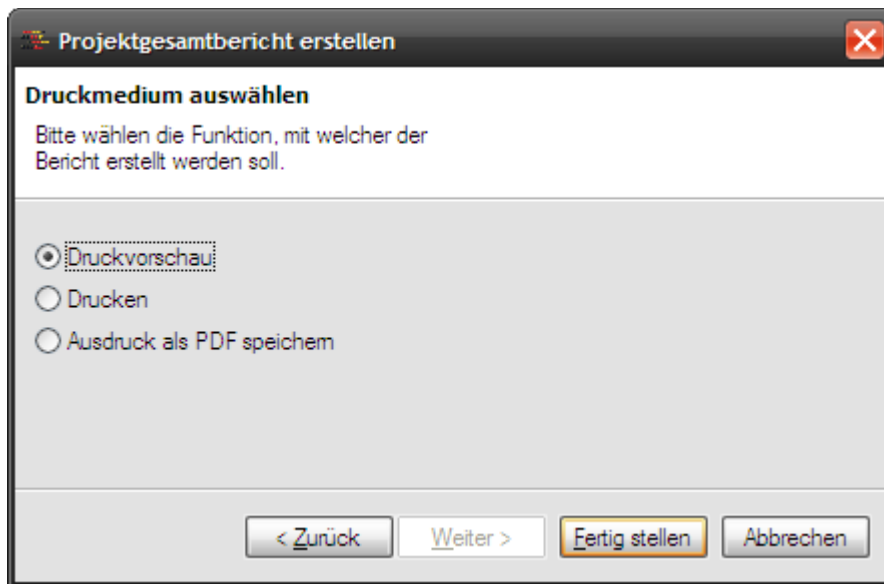 Projektgesamtbericht erstellen
Druckmedium auswählen
Bitte wählen die Funktion, mit welcher der
Bericht erstellt werden soll.
Druckvorschau
Drucken
Ausdruck als PDF speichern
< Zurück
Weiter >
Fertig stellen
Abbrechen